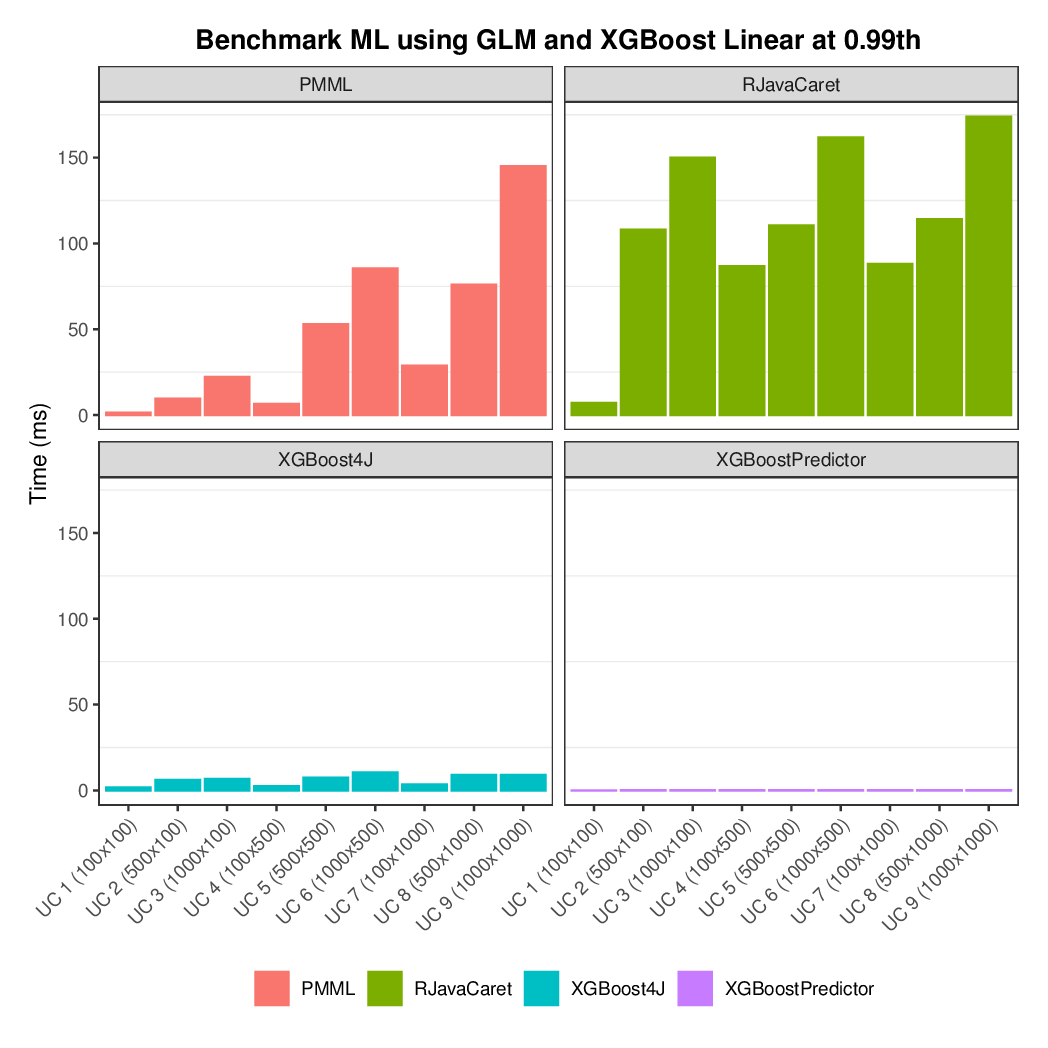 Benchmark ML using GLM and XGBoost Linear at 0.99th
PMML
RJavaCaret
150
100
50
0
Time (ms)
XGBoost4J
XGBoostPredictor
150
100
50
0
UC 1 (100x100)
UC 2 (500x100)
UC 3 (1000x100)
UC 4 (100x500)
UC 5 (500x500)
UC 6 (1000x500)
UC 7 (100x1000)
UC 8 (500x1000)
UC 9 (1000x1000)
UC 1 (100x100)
UC 2 (500x100)
UC 3 (1000x100)
UC 4 (100x500)
UC 5 (500x500)
UC 6 (1000x500)
UC 7 (100x1000)
UC 8 (500x1000)
UC 9 (1000x1000)
PMML RJavaCaret XGBoost4J XGBoostPredictor